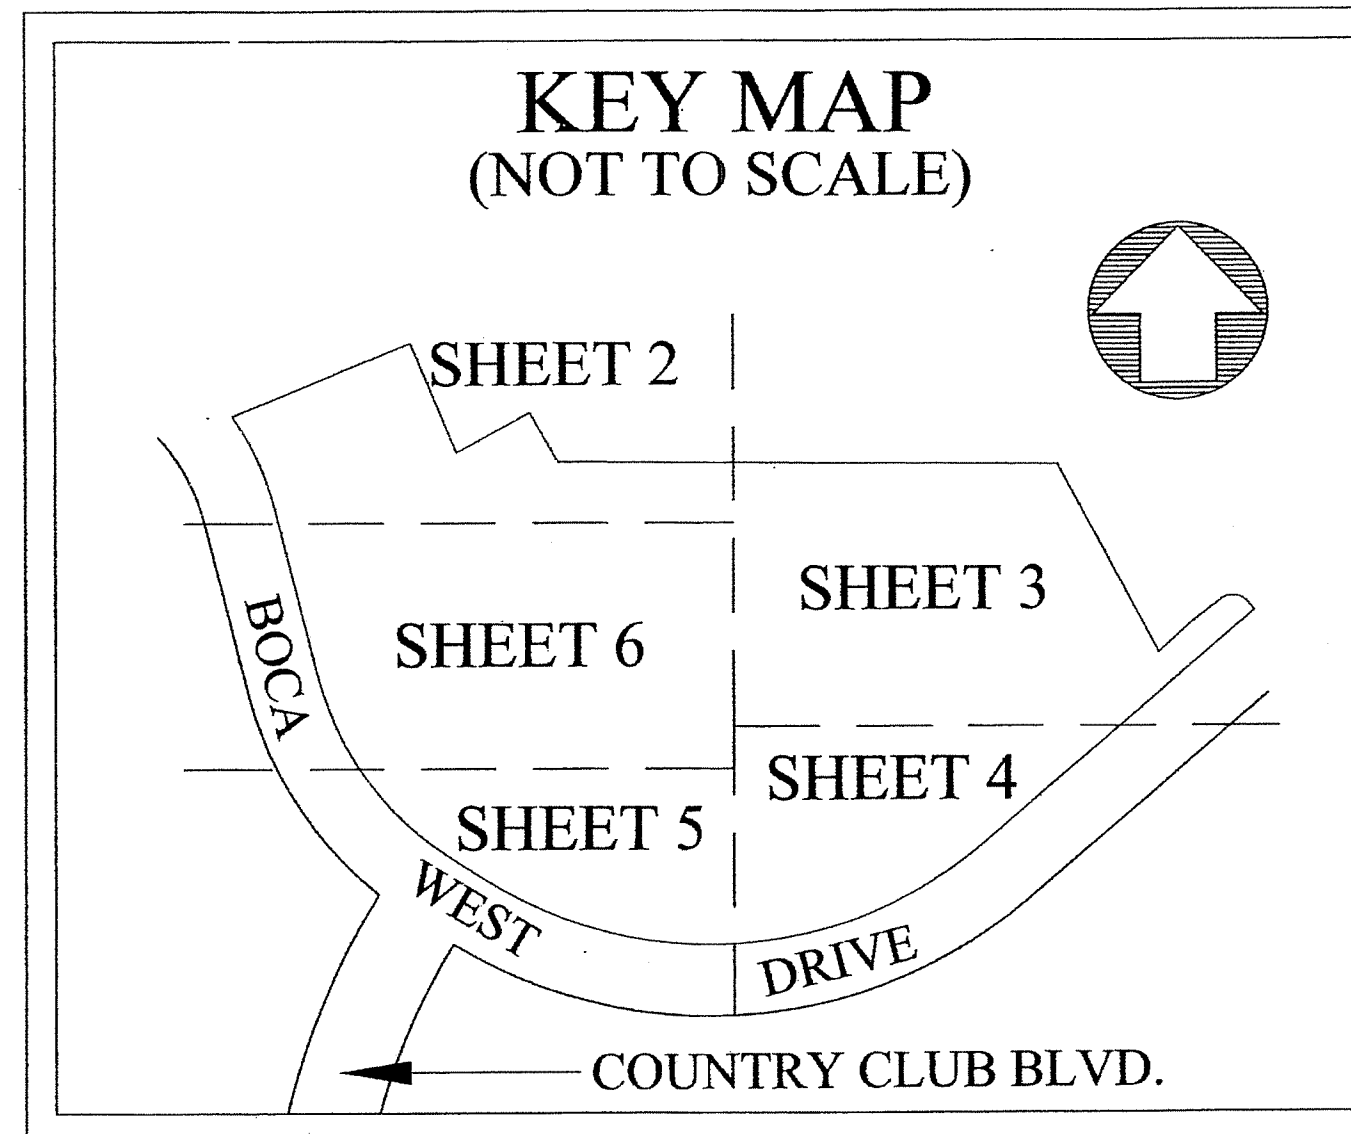 KEY MAP
(NOT TO SCALE)
SHEET 2
SHEET 3
SHEET 6
BOCA
SHEET 4
SHEET 5
WEST
DRIVE
COUNTRY CLUB BLVD.